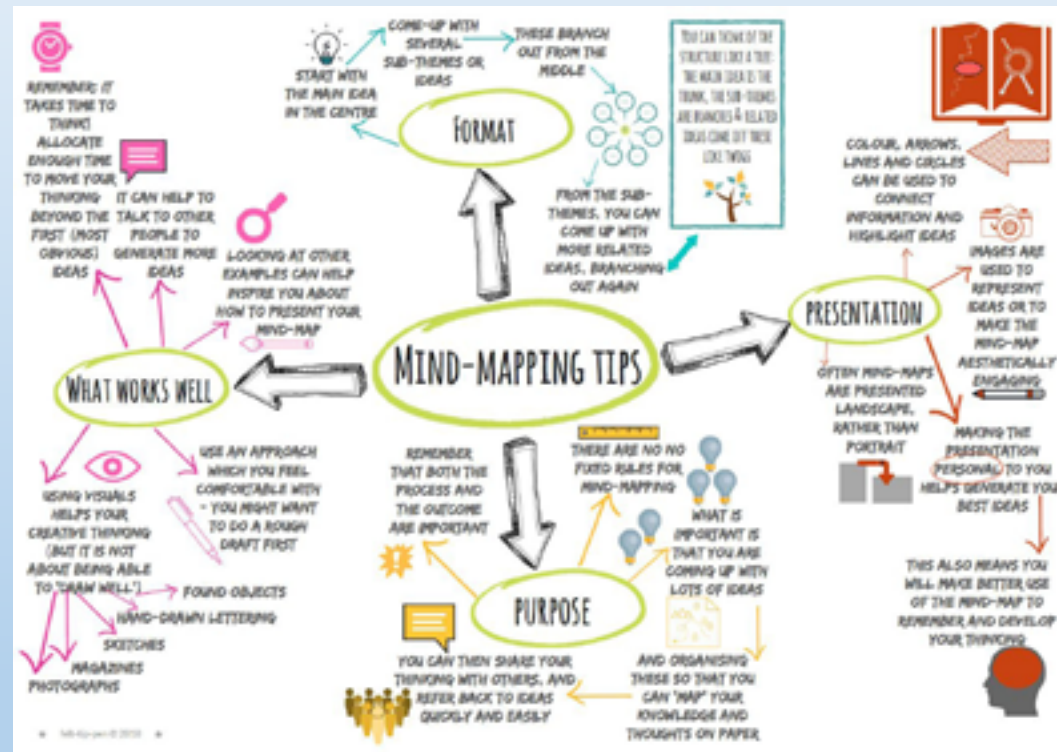 MIND-MAPPING TIPS
FORMAT
START WITH
THE MAIN IDEA
IN THE CENTRE
COME-UP WITH
SEVERAL
SUB-THEMES OR
IDEAS
THESE BRANCH
OUT FROM THE
MIDDLE
FROM THE SUB-
THEMES, YOU CAN
COME UP WITH
MORE RELATED
IDEAS, BRANCHING
OUT AGAIN
YOU CAN THINK OF THE
STRUCTURE LIKE A TREE:
THE MAIN IDEA IS THE
TRUNK, THE SUB-THEMES
ARE BRANCHES & RELATED
IDEAS COME OFF THESE
LIKE TWIGS
PRESENTATION
COLOUR, ARROWS,
LINES AND CIRCLES
CAN BE USED TO
CONNECT
INFORMATION AND
HIGHLIGHT IDEAS
IMAGES ARE
USED TO
REPRESENT
IDEAS OR TO
MAKE THE
MIND-MAP
AESTHETICALLY
ENGAGING
OFTEN MIND-MAPS
ARE PRESENTED
LANDSCAPE,
RATHER THAN
PORTRAIT
MAKING THE
PRESENTATION
PERSONAL TO YOU
HELPS GENERATE YOUR
BEST IDEAS
THIS ALSO MEANS YOU
WILL MAKE BETTER USE
OF THE MIND-MAP TO
REMEMBER AND DEVELOP
YOUR THINKING
PURPOSE
REMEMBER
THAT BOTH THE
PROCESS AND
THE OUTCOME
ARE IMPORTANT
THERE ARE NO NO
FIXED RULES FOR
MIND-MAPPING
WHAT IS
IMPORTANT IS
THAT YOU ARE
COMING UP WITH
LOTS OF IDEAS
AND ORGANISING
THESE SO THAT YOU
CAN 'MAP' YOUR
KNOWLEDGE AND
THOUGHTS ON PAPER
YOU CAN THEN SHARE YOUR
THINKING WITH OTHERS, AND
REFER BACK TO IDEAS
QUICKLY AND EASILY
WHAT WORKS WELL
REMEMBER: IT
TAKES TIME TO
THINK!
ALLOCATE
ENOUGH TIME
TO MOVE YOUR
THINKING
BEYOND THE
FIRST (MOST
OBVIOUS)
IDEAS
IT CAN HELP TO
TALK TO OTHER
PEOPLE TO
GENERATE MORE
IDEAS
LOOKING AT OTHER
EXAMPLES CAN HELP
INSPIRE YOU ABOUT
HOW TO PRESENT YOUR
MIND-MAP
USE AN APPROACH
WHICH YOU FEEL
COMFORTABLE WITH
- YOU MIGHT WANT
TO DO A ROUGH
DRAFT FIRST
USING VISUALS
HELPS YOUR
CREATIVE THINKING
(BUT IT IS NOT
ABOUT BEING ABLE
TO 'DRAW WELL')
FOUND OBJECTS
HAND-DRAWN LETTERING
SKETCHES
MAGAZINES
PHOTOGRAPHS